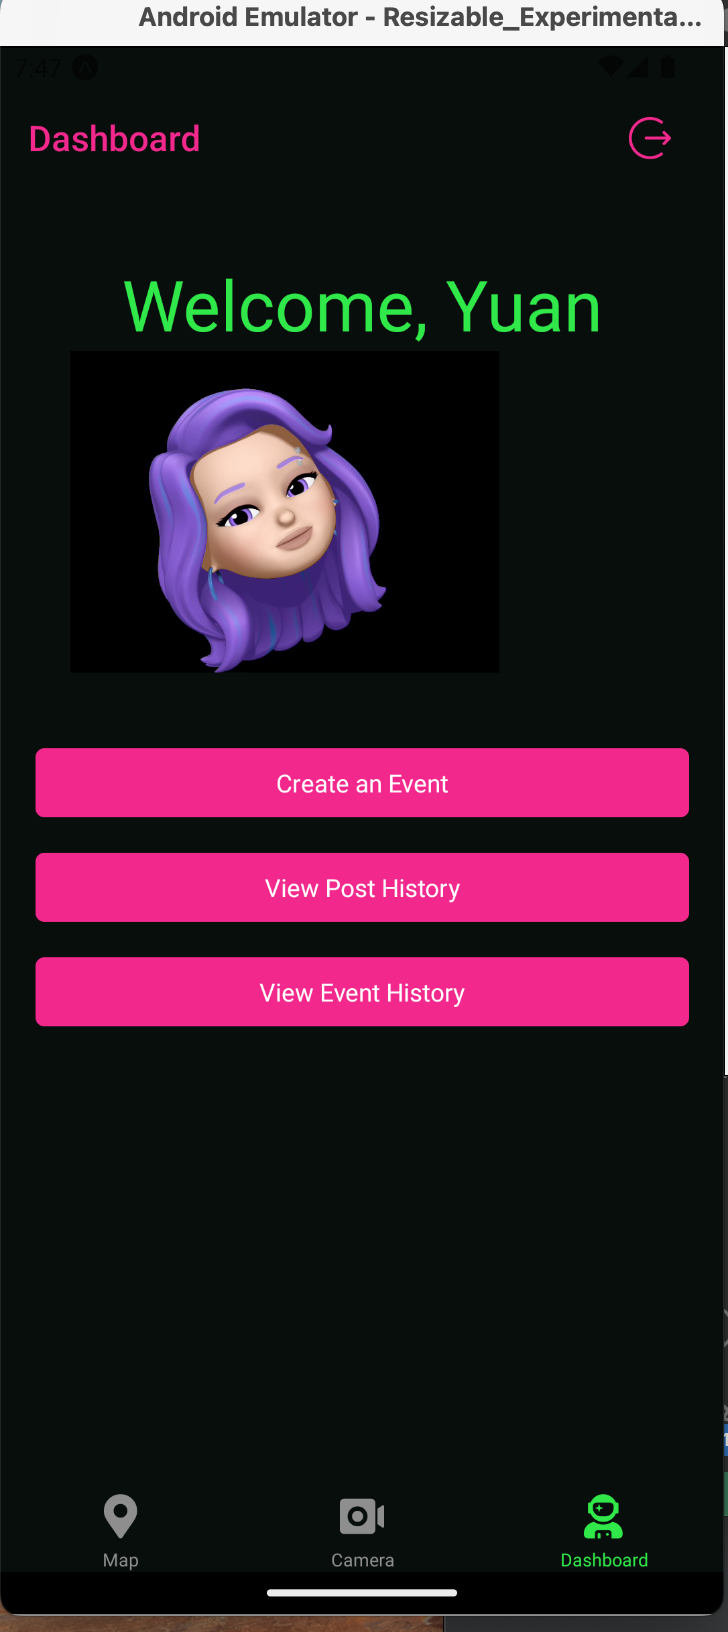 Android Emulator - Resizable_Experimenta...
7:47
Dashboard
Welcome, Yuan
Create an Event
View Post History
View Event History
Map
Camera
Dashboard